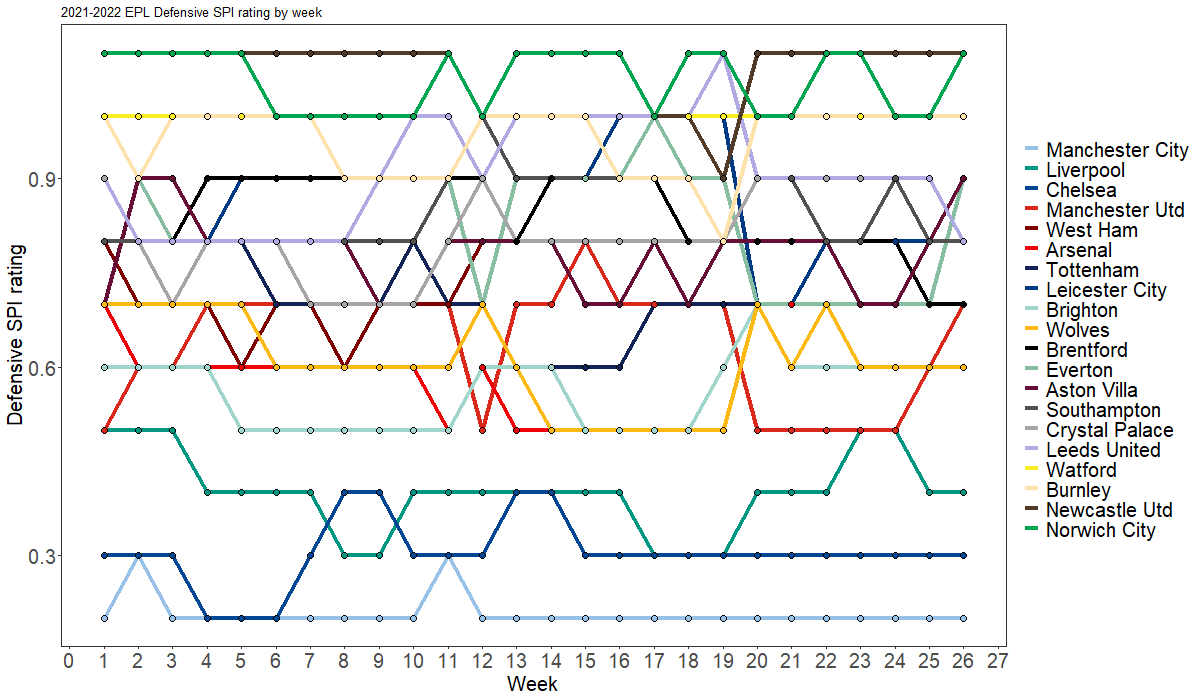 2021-2022 EPL Defensive SPI rating by week
Defensive SPI rating
0.9
0.6
0.3
0 1 2 3 4 5 6 7 8 9 10 11 12 13 14 15 16 17 18 19 20 21 22 23 24 25 26 27
Week
Manchester City
Liverpool
Chelsea
Manchester Utd
West Ham
Arsenal
Tottenham
Leicester City
Brighton
Wolves
Brentford
Everton
Aston Villa
Southampton
Crystal Palace
Leeds United
Watford
Burnley
Newcastle Utd
Norwich City